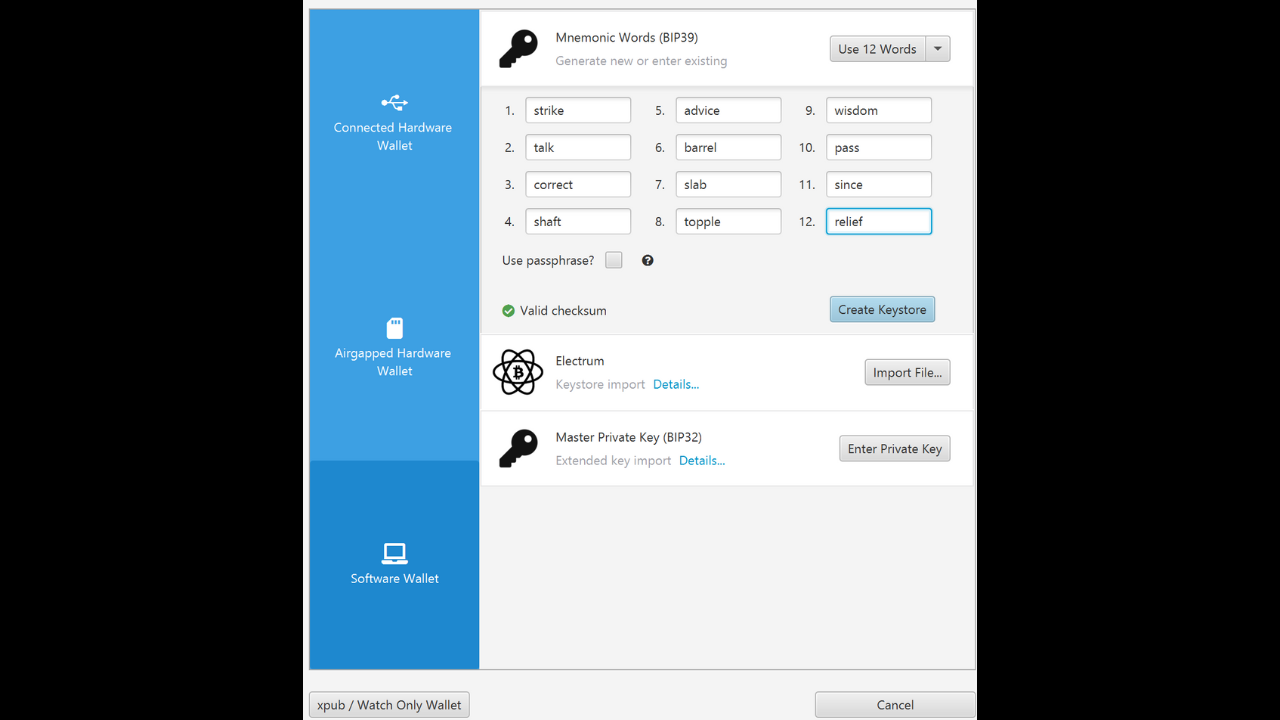 Connected Hardware
Wallet
Airgapped Hardware
Wallet
Software Wallet
Mnemonic Words (BIP39)
Generate new or enter existing
Use 12 Words
1. strike 5. advice 9. wisdom
2. talk 6. barrel 10. pass
3. correct 7. slab 11. since
4. shaft 8. topple 12. relief
Use passphrase? ?
Valid checksum Create Keystore
Electrum
Keystore import Details...
Import File...
Master Private Key (BIP32)
Extended key import Details...
Enter Private Key
xpub / Watch Only Wallet Cancel